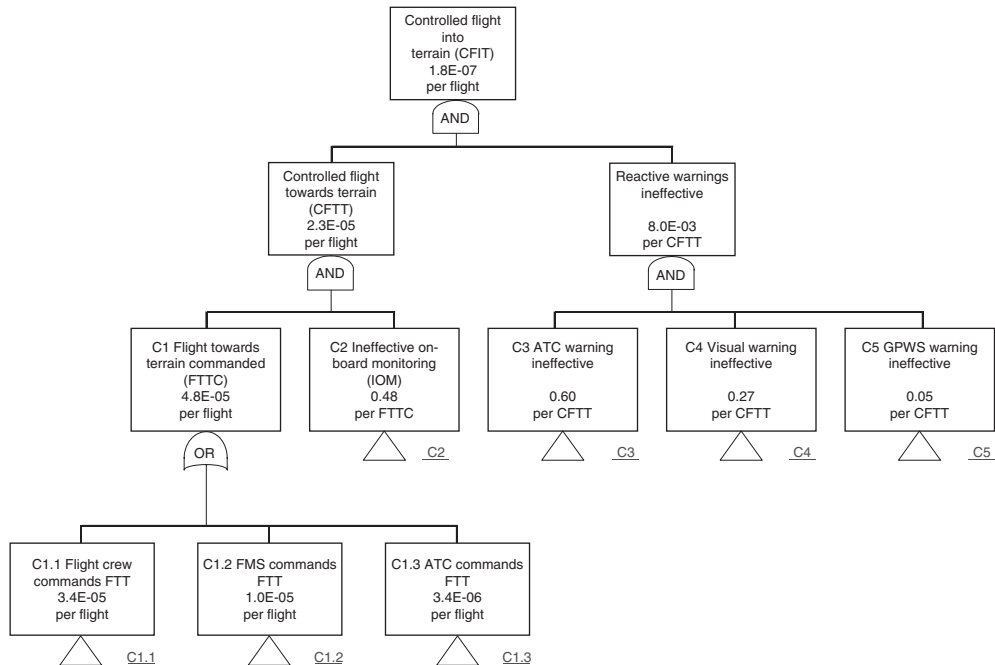 Controlled flight
into
terrain (CFIT)
1.8E-07
per flight
AND
Controlled flight
towards terrain
(CFTT)
2.3E-05
per flight
Reactive warnings
ineffective
8.0E-03
per CFTT
AND
AND
C1 Flight towards
terrain commanded
(FTTC)
4.8E-05
per flight
C2 Ineffective on-
board monitoring
(IOM)
0.48
per FTTC
C3 ATC warning
ineffective
0.60
per CFTT
C4 Visual warning
ineffective
0.27
per CFTT
C5 GPWS warning
ineffective
0.05
per CFTT
OR
C2
C3
C4
C5
C1.1 Flight crew
commands FTT
3.4E-05
per flight
C1.2 FMS commands
FTT
1.0E-05
per flight
C1.3 ATC commands
FTT
3.4E-06
per flight
C1.1
C1.2
C1.3